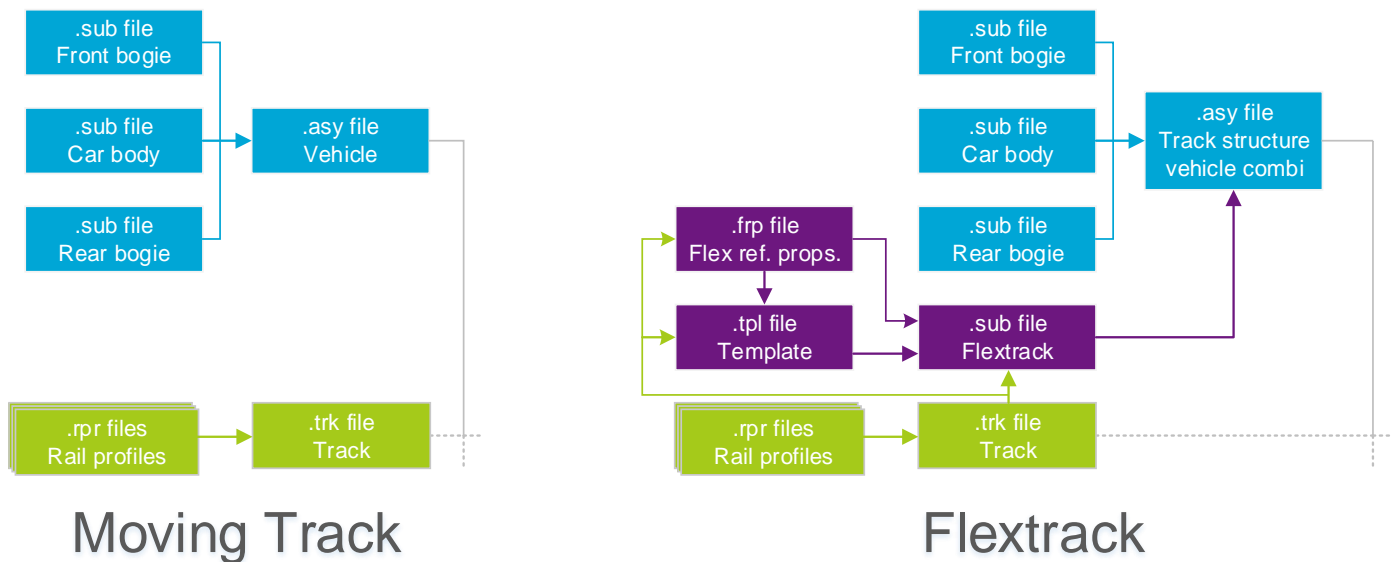 .sub file
Front bogie
.sub file
Car body
.sub file
Rear bogie
.asy file
Vehicle
.rpr files
Rail profiles
.trk file
Track
Moving Track
.sub file
Front bogie
.sub file
Car body
.sub file
Rear bogie
.asy file
Track structure
vehicle combi
.frp file
Flex ref. props.
.tpl file
Template
.sub file
Flextrack
.rpr files
Rail profiles
.trk file
Track
Flextrack